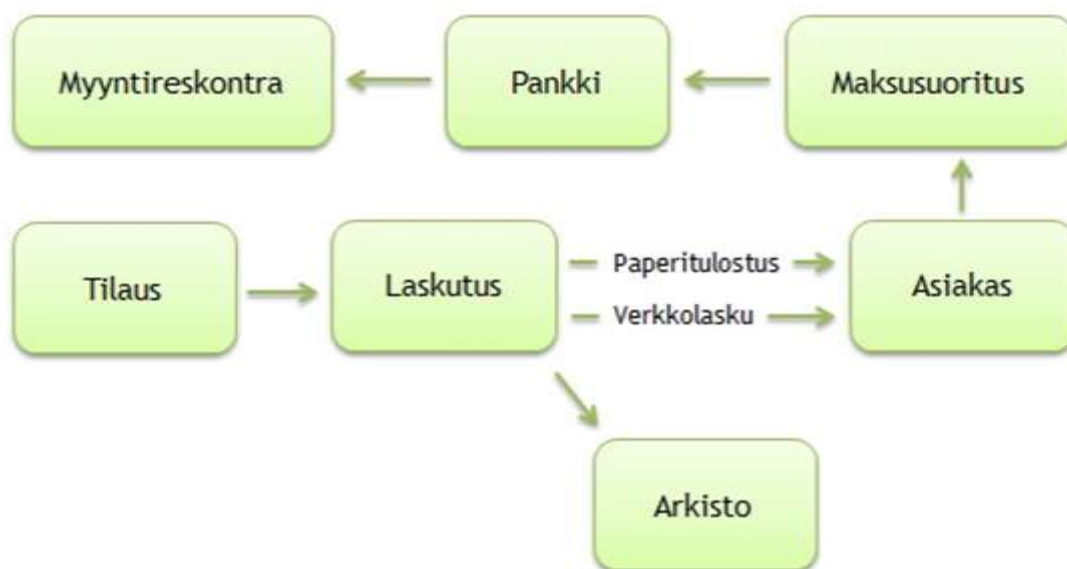 Myyntireskontra
Pankki
Maksusuoritus
Tilaus
Laskutus
Paperitulostus
Verkkolasku
Asiakas
Arkisto